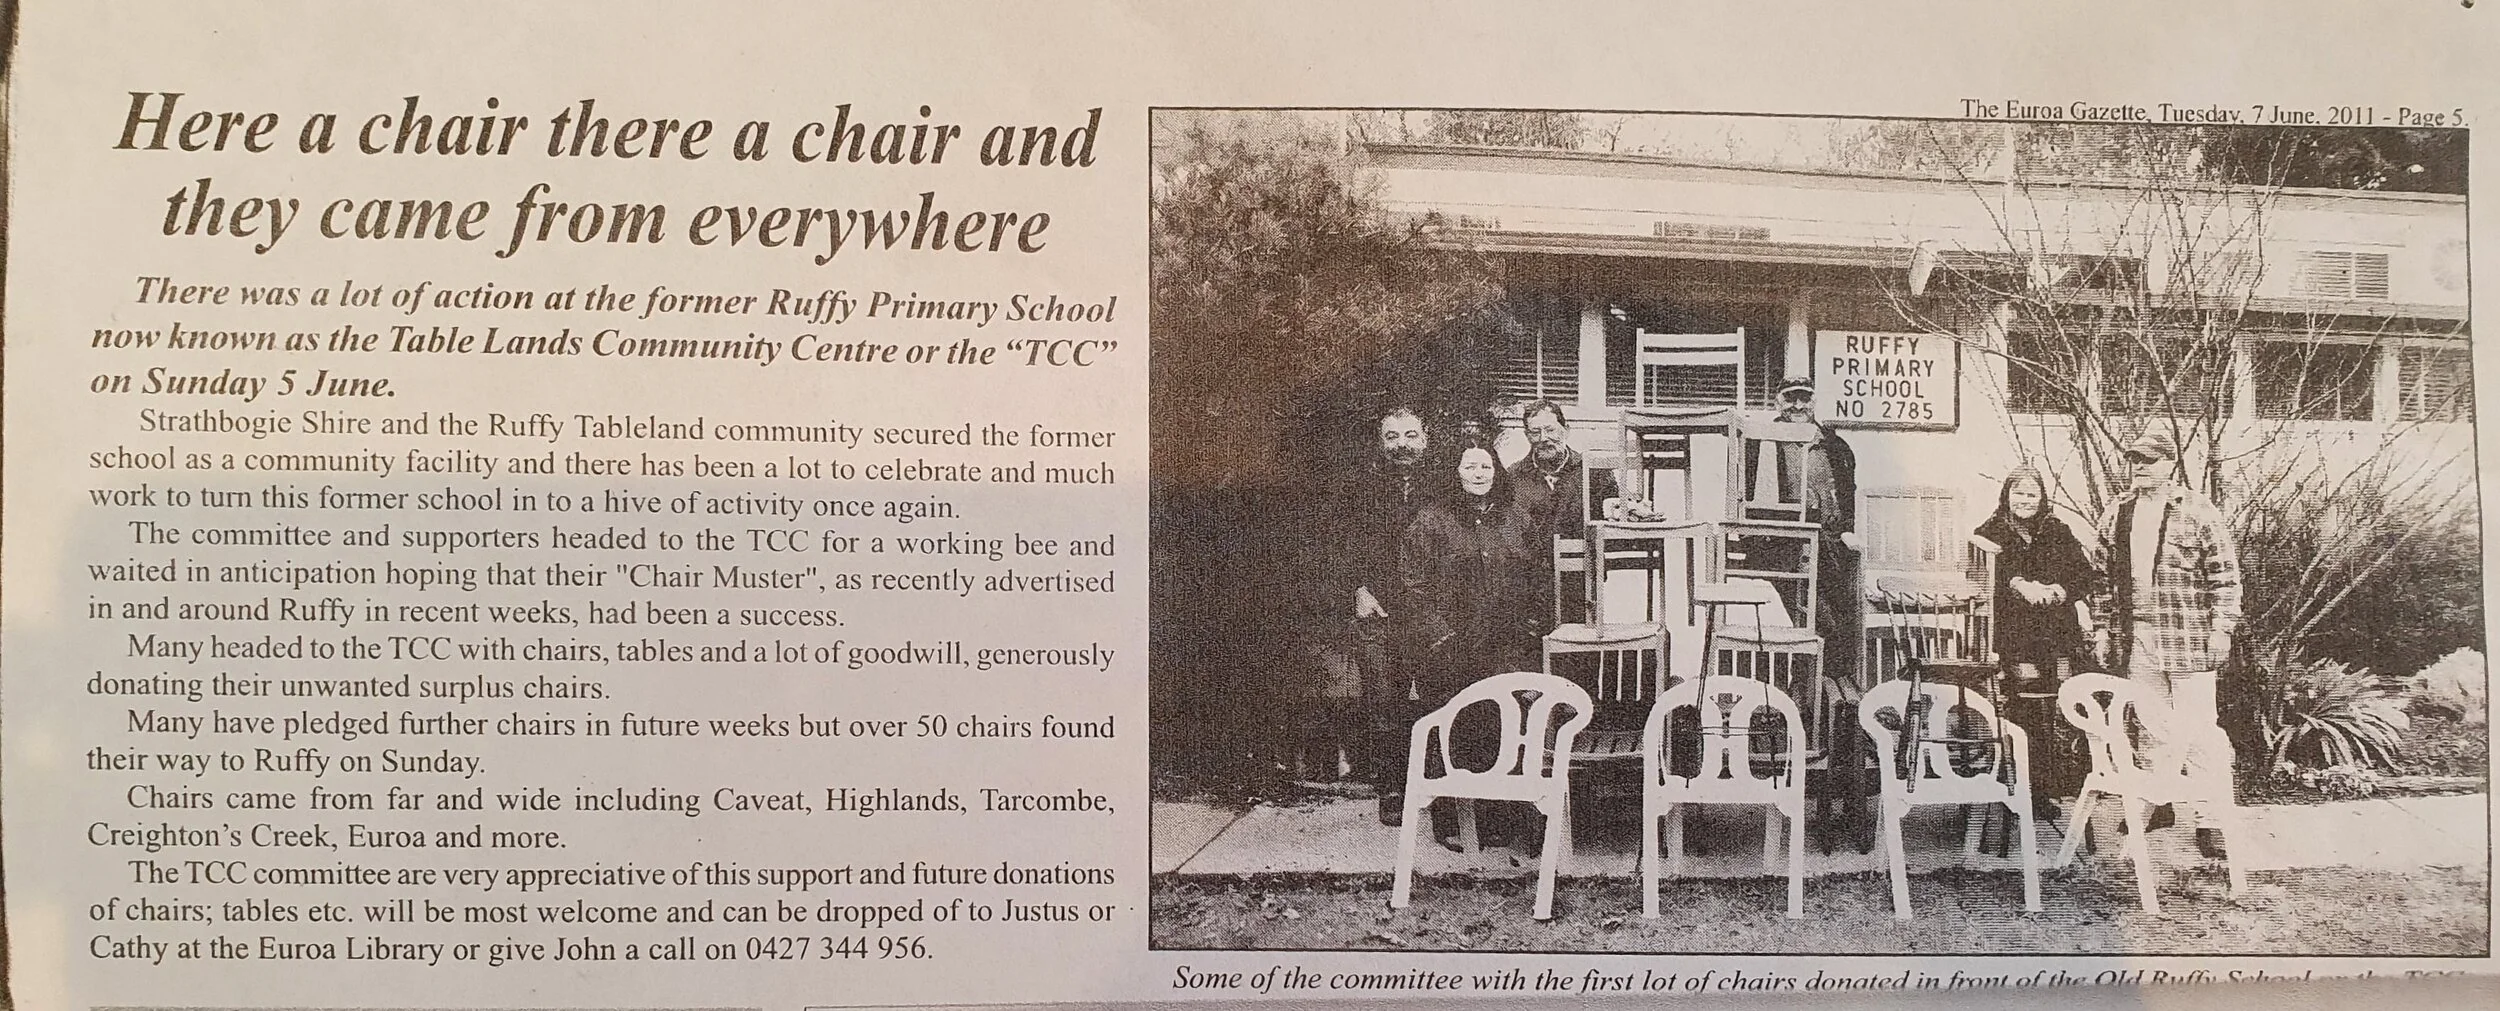 Here a chair there a chair and
they came from everywhere
There was a lot of action at the former Ruffy Primary School
now known as the Table Lands Community Centre or the “TCC”
on Sunday 5 June.
Strathbogie Shire and the Ruffy Tableland community secured the former
school as a community facility and there has been a lot to celebrate and much
work to turn this former school in to a hive of activity once again.
The committee and supporters headed to the TCC for a working bee and
waited in anticipation hoping that their "Chair Muster", as recently advertised
in and around Ruffy in recent weeks, had been a success.
Many headed to the TCC with chairs, tables and a lot of goodwill, generously
donating their unwanted surplus chairs.
Many have pledged further chairs in future weeks but over 50 chairs found
their way to Ruffy on Sunday.
Chairs came from far and wide including Caveat, Highlands, Tarcombe,
Creighton’s Creek, Euroa and more.
The TCC committee are very appreciative of this support and future donations
of chairs; tables etc. will be most welcome and can be dropped of to Justus or
Cathy at the Euroa Library or give John a call on 0427 344 956.
The Euroa Gazette, Tuesday, 7 June, 2011 - Page 5.
RUFFY
PRIMARY
SCHOOL
NO 2785
Some of the committee with the first lot of chairs donated in front of the Old Ruffy School